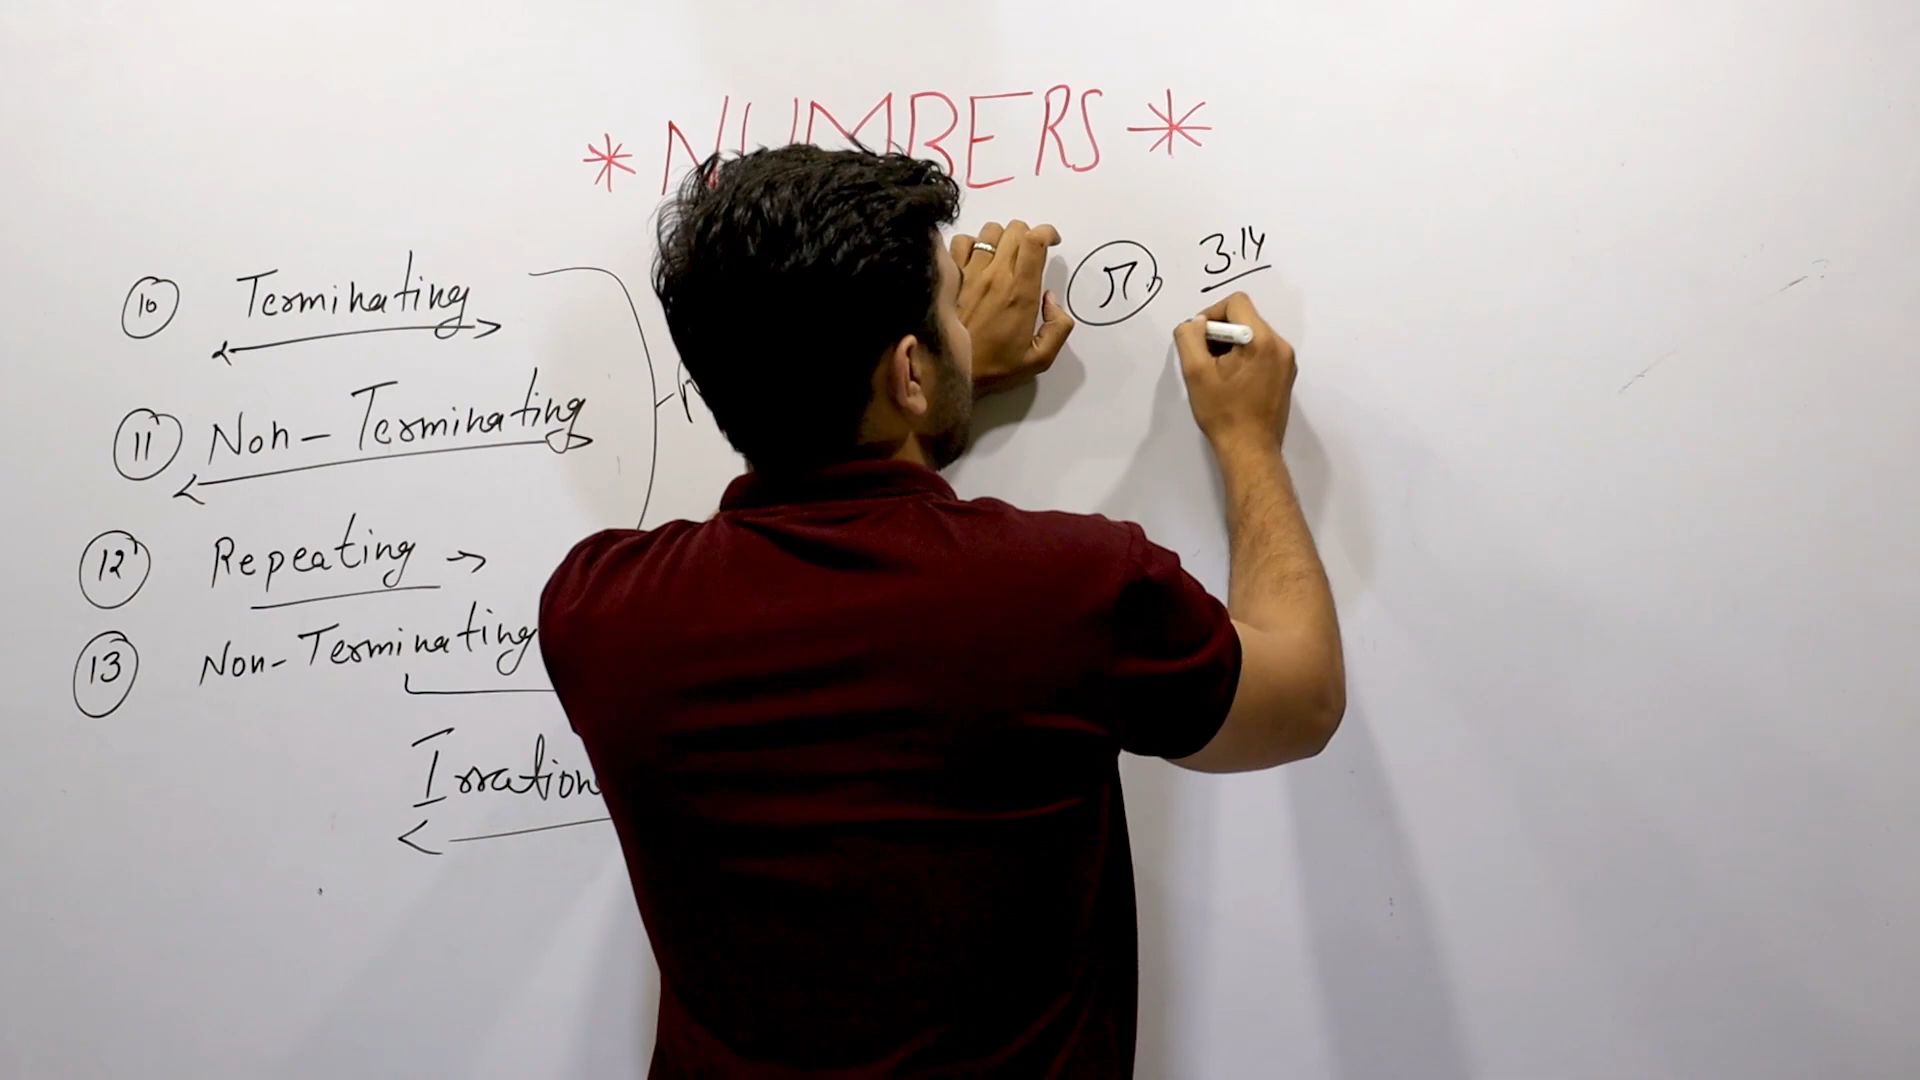 * NUMBERS *
10 Terminating
11 Non-Terminating
12 Repeating →
13 Non-Terminating
π 3.14